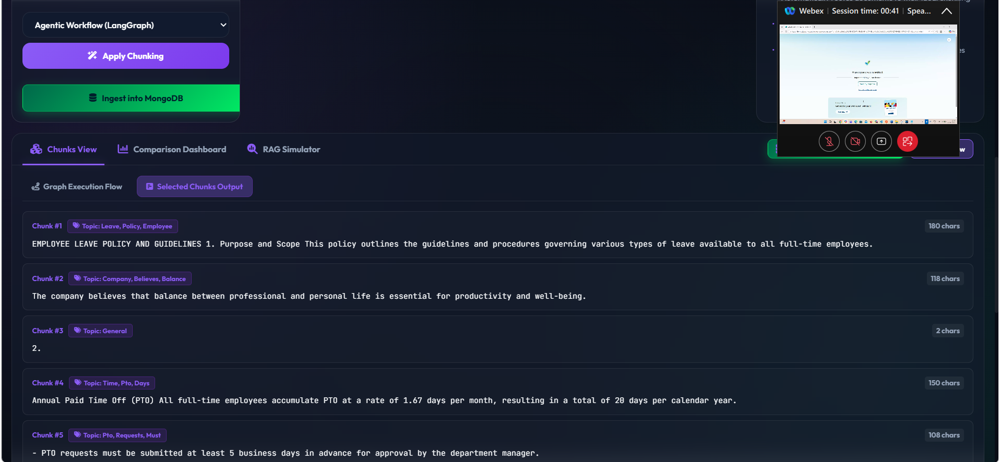 Agentic Workflow (LangGraph)
Apply Chunking
Ingest into MongoDB
Webex | Session time: 00:41 | Spea...
es
Your response was submitted.
Chunks View
Comparison Dashboard
RAG Simulator
w
Graph Execution Flow
Selected Chunks Output
Chunk #1 Topic: Leave, Policy, Employee 180 chars
EMPLOYEE LEAVE POLICY AND GUIDELINES 1. Purpose and Scope This policy outlines the guidelines and procedures governing various types of leave available to all full-time employees.
Chunk #2 Topic: Company, Believes, Balance 118 chars
The company believes that balance between professional and personal life is essential for productivity and well-being.
Chunk #3 Topic: General 2 chars
2.
Chunk #4 Topic: Time, Pto, Days 150 chars
Annual Paid Time Off (PTO) All full-time employees accumulate PTO at a rate of 1.67 days per month, resulting in a total of 20 days per calendar year.
Chunk #5 Topic: Pto, Requests, Must 108 chars
- PTO requests must be submitted at least 5 business days in advance for approval by the department manager.